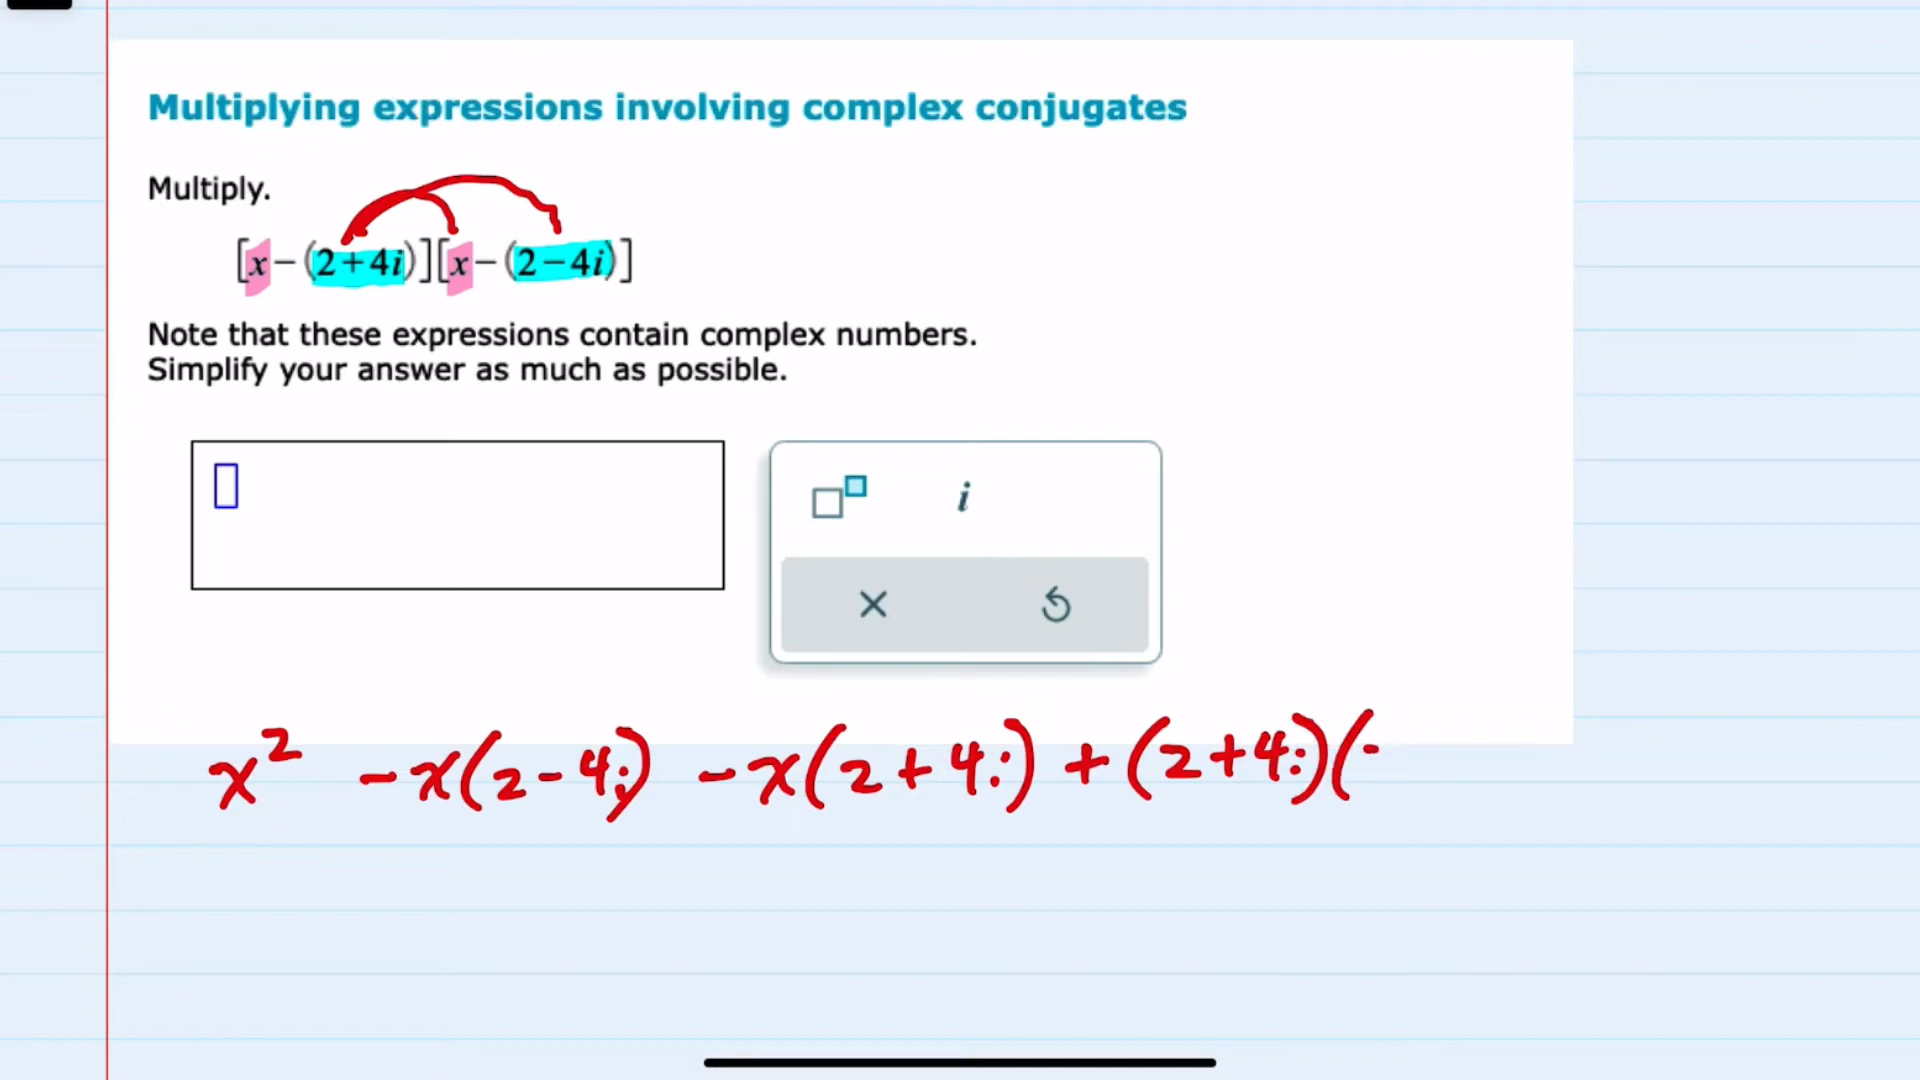 Multiplying expressions involving complex conjugates
Multiply.
[x−(2+4i)][x−(2−4i)]
Note that these expressions contain complex numbers.
Simplify your answer as much as possible.
i
x² −x(2−4i) −x(2+4i) + (2+4i)(